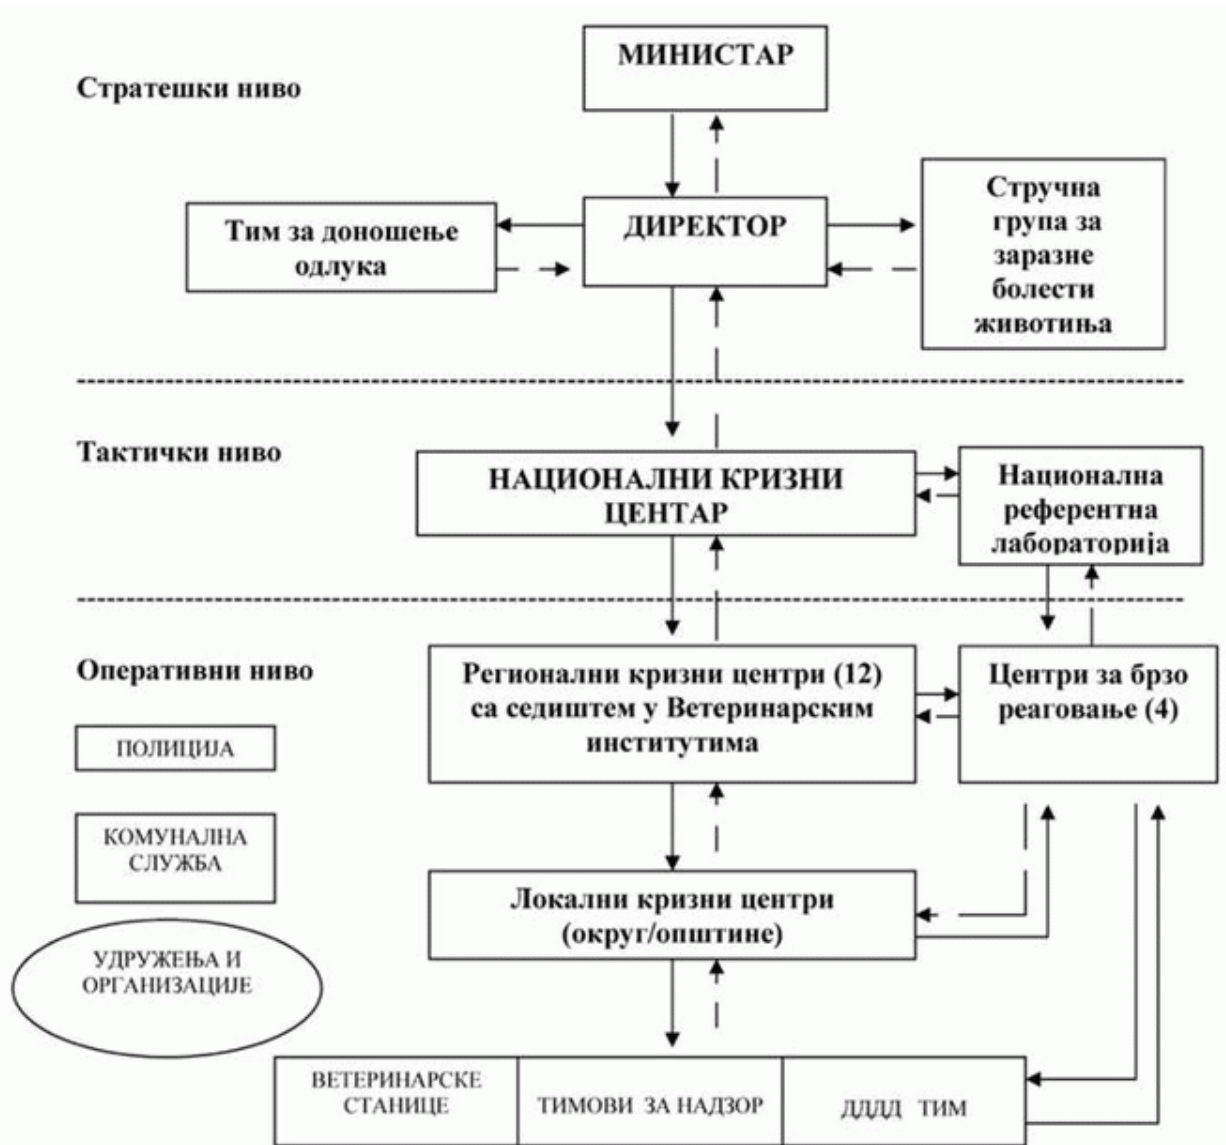 МИНИСТАР
Стратешки ниво
Стручна
група за
заразне
болести
животиња
Тим за доношење
одлука
ДИРЕКТОР
Тактички ниво
НАЦИОНАЛНИ КРИЗНИ
ЦЕНТАР
Национална
референтна
лабораторија
Оперативни ниво
Регионални кризни центри (12)
са седиштем у Ветеринарским
институтима
Центри за брзо
реаговање (4)
ПОЛИЦИЈА
КОМУНАЛНА
СЛУЖБА
Локални кризни центри
(округ/општине)
УДРУЖЕЊА И
ОРГАНИЗАЦИЈЕ
ВЕТЕРИНАРСКЕ
СТАНИЦЕ
ТИМОВИ ЗА НАДЗОР
ДДДД ТИМ